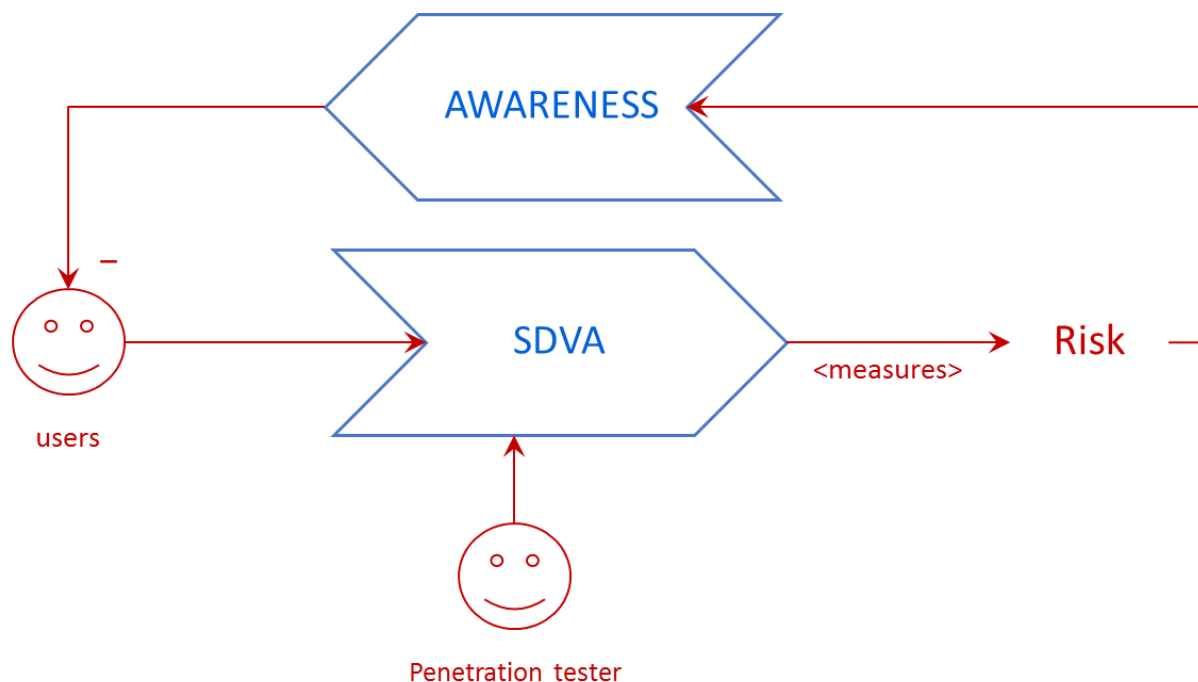 AWARENESS
–
SDVA
Risk
<measures>
users
Penetration tester